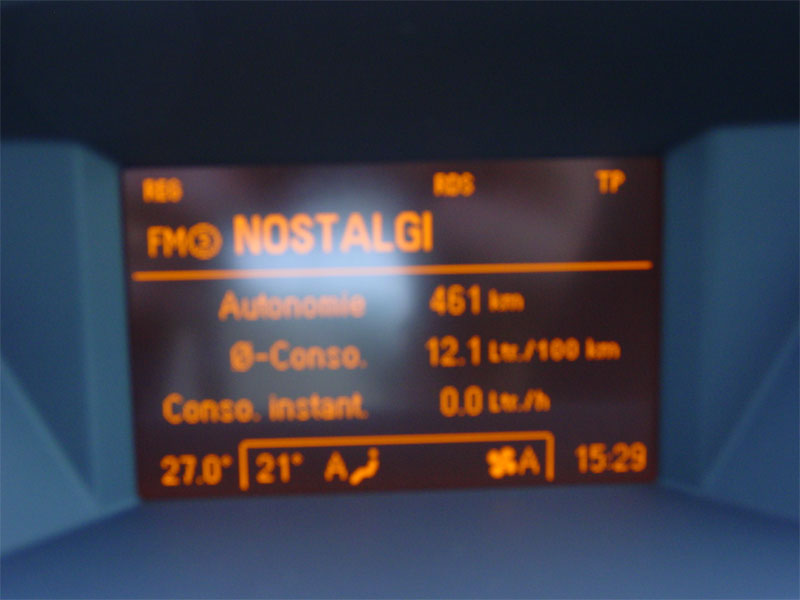 REG RDS TP
FM③ NOSTALGI
Autonomie 461 km
Ø-Conso. 12.1 Ltr./100 km
Conso. instant. 0.0 Ltr./h
27.0° 21° A A 15:29